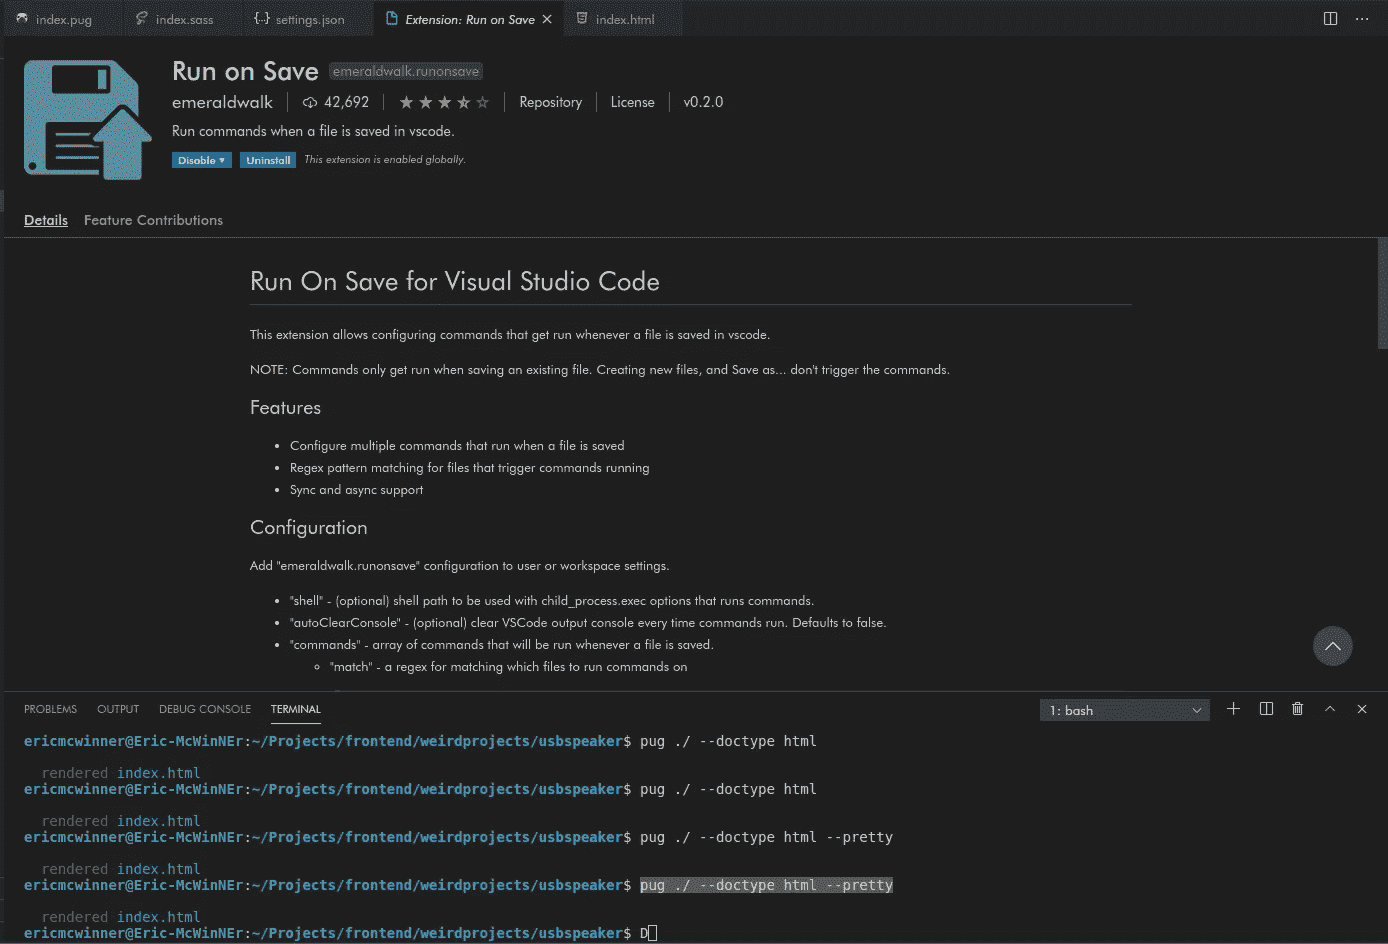 index.pug index.sass {..} settings.json Extension: Run on Save index.html
Run on Save emeraldwalk.runonsave
emeraldwalk 42,692 Repository License v0.2.0
Run commands when a file is saved in vscode.
Disable Uninstall This extension is enabled globally.
Details Feature Contributions
Run On Save for Visual Studio Code
This extension allows configuring commands that get run whenever a file is saved in vscode.
NOTE: Commands only get run when saving an existing file. Creating new files, and Save as... don't trigger the commands.
Features
• Configure multiple commands that run when a file is saved
• Regex pattern matching for files that trigger commands running
• Sync and async support
Configuration
Add "emeraldwalk.runonsave" configuration to user or workspace settings.
• "shell" - (optional) shell path to be used with child_process.exec options that runs commands.
• "autoClearConsole" - (optional) clear VSCode output console every time commands run. Defaults to false.
• "commands" - array of commands that will be run whenever a file is saved.
◦ "match" - a regex for matching which files to run commands on
PROBLEMS OUTPUT DEBUG CONSOLE TERMINAL 1: bash
ericmcwinner@Eric-McWinNEr:~/Projects/frontend/weirdprojects/usbspeaker$ pug ./ --doctype html
rendered index.html
ericmcwinner@Eric-McWinNEr:~/Projects/frontend/weirdprojects/usbspeaker$ pug ./ --doctype html
rendered index.html
ericmcwinner@Eric-McWinNEr:~/Projects/frontend/weirdprojects/usbspeaker$ pug ./ --doctype html --pretty
rendered index.html
ericmcwinner@Eric-McWinNEr:~/Projects/frontend/weirdprojects/usbspeaker$ pug ./ --doctype html --pretty
rendered index.html
ericmcwinner@Eric-McWinNEr:~/Projects/frontend/weirdprojects/usbspeaker$ D